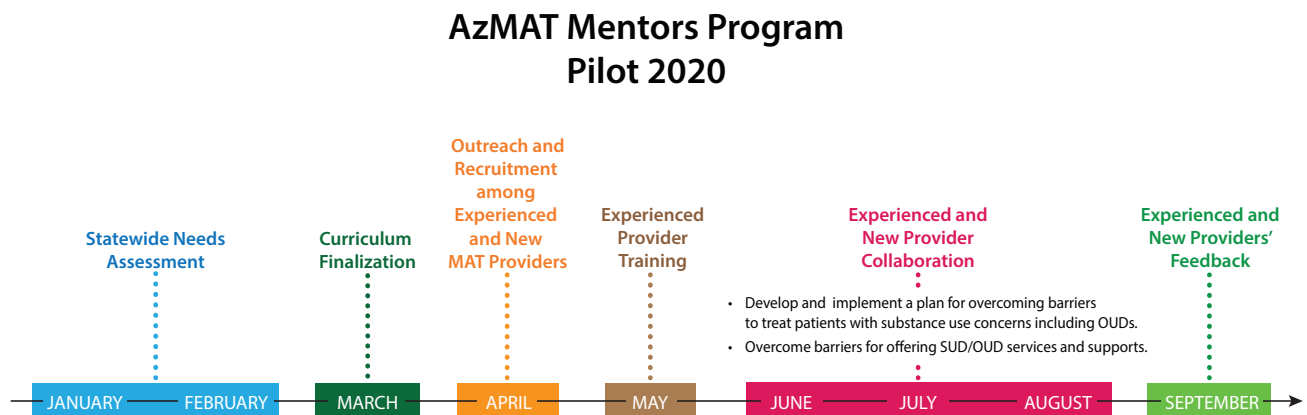 AzMAT Mentors Program
Pilot 2020
Statewide Needs
Assessment
Curriculum
Finalization
Outreach and
Recruitment
among
Experienced
and New
MAT Providers
Experienced
Provider
Training
Experienced and
New Provider
Collaboration
• Develop and implement a plan for overcoming barriers
to treat patients with substance use concerns including OUDs.
• Overcome barriers for offering SUD/OUD services and supports.
Experienced and
New Providers’
Feedback
JANUARY FEBRUARY MARCH APRIL MAY JUNE JULY AUGUST SEPTEMBER